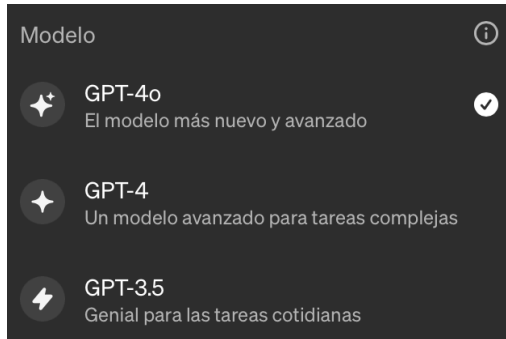 Modelo
GPT-4o
El modelo más nuevo y avanzado
GPT-4
Un modelo avanzado para tareas complejas
GPT-3.5
Genial para las tareas cotidianas